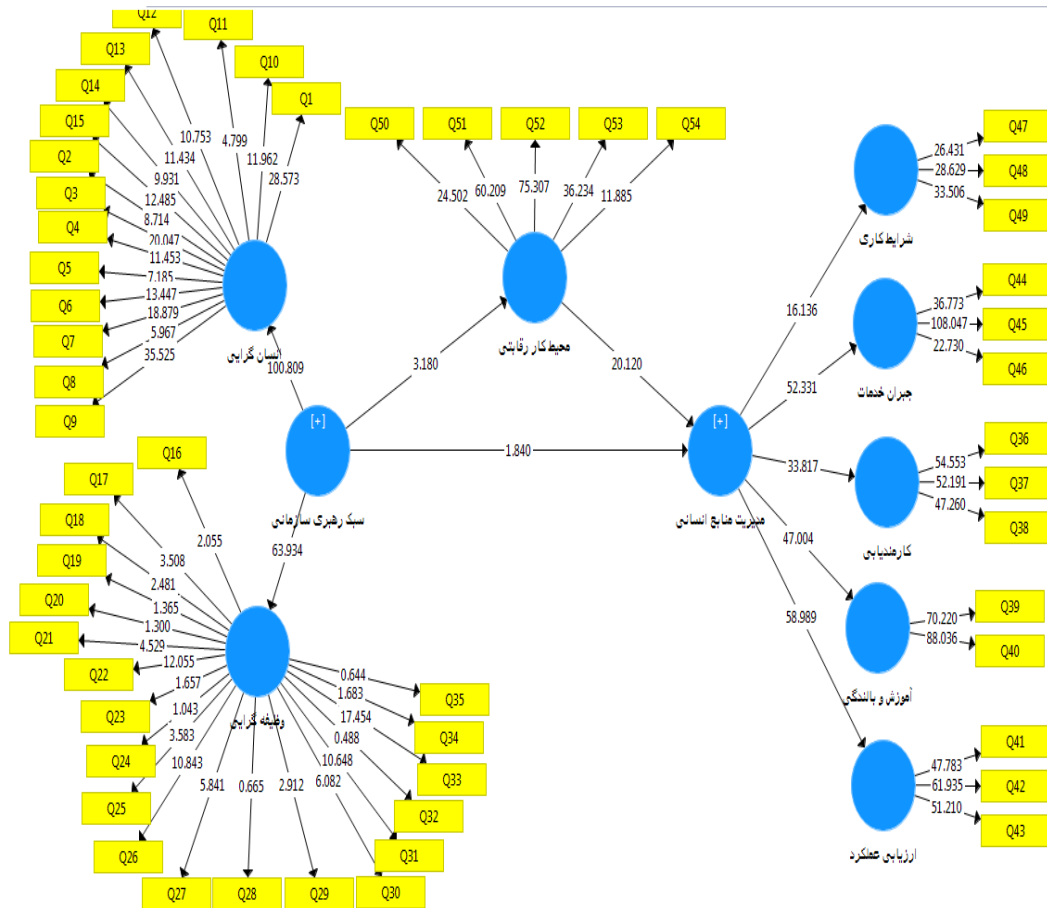 Q12
Q11
Q13
Q10
Q14
Q1
Q15
Q2
Q3
Q4
Q5
Q6
Q7
Q8
Q9
10.753
4.799
11.434
11.962
9.931
28.573
12.485
8.714
20.047
11.453
7.185
13.447
18.879
5.967
35.525
انسان گرایی
100.809
Q50
Q51
Q52
Q53
Q54
24.502
60.209
75.307
36.234
11.885
محیط کار رقابتی
3.180
20.120
[+]
سبک رهبری سازمانی
1.840
[+]
مدیریت منابع انسانی
63.934
16.136
52.331
33.817
47.004
58.989
Q47
26.431
Q48
28.629
33.506
Q49
شرایط کاری
Q44
36.773
Q45
108.047
22.730
Q46
جبران خدمات
Q36
54.553
Q37
52.191
47.260
Q38
کارمندیابی
Q39
70.220
88.036
Q40
آموزش و بالندگی
Q41
47.783
Q42
61.935
51.210
Q43
ارزیابی عملکرد
Q16
Q17
Q18
Q19
Q20
Q21
Q22
Q23
Q24
Q25
Q26
Q27
Q28
Q29
Q30
Q31
Q32
Q33
Q34
Q35
2.055
3.508
2.481
1.365
1.300
4.529
12.055
1.657
1.043
3.583
10.843
5.841
0.665
2.912
6.082
10.648
0.488
17.454
1.683
0.644
وظیفه گرایی